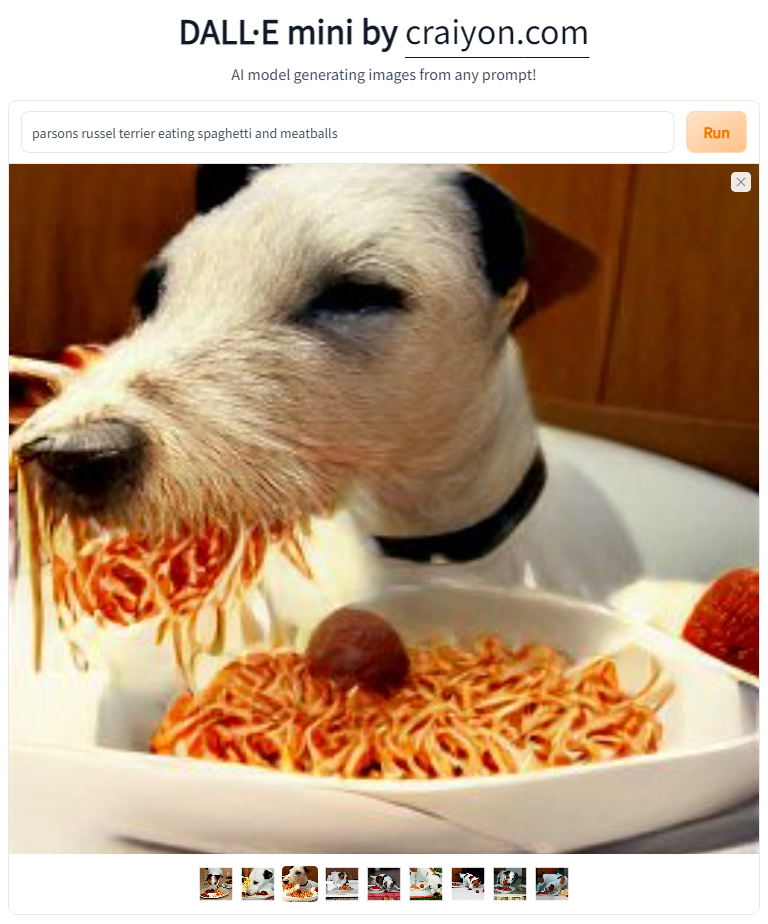 DALL·E mini by craiyon.com
AI model generating images from any prompt!
parsons russel terrier eating spaghetti and meatballs
Run